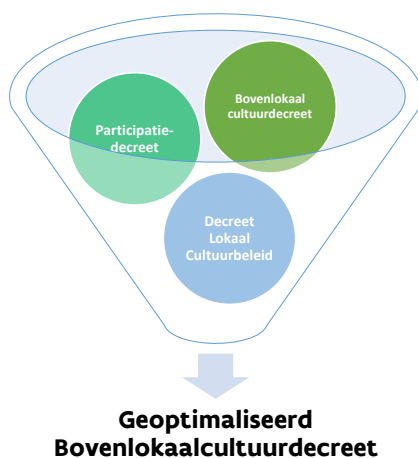 Bovenlokaal
cultuurdecreet
Participatie-
decreet
Decreet
Lokaal
Cultuurbeleid
Geoptimaliseerd
Bovenlokaalcultuurdecreet